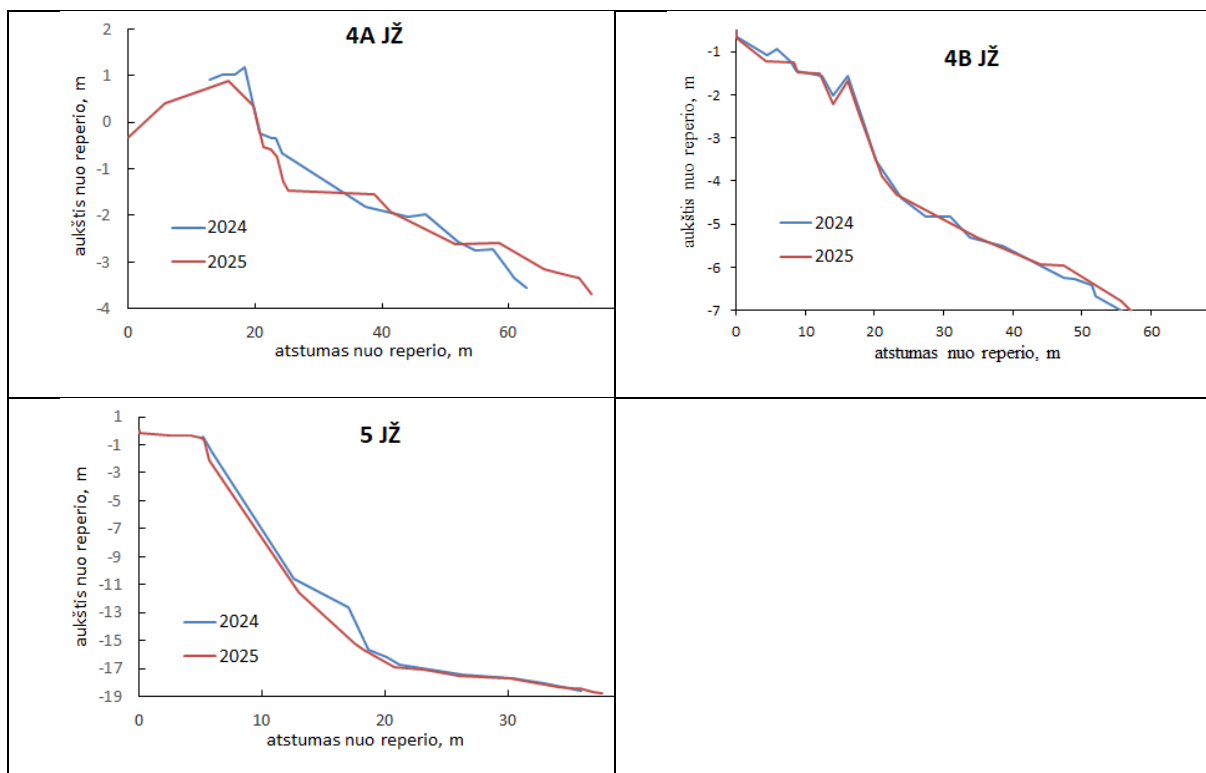 4A JŽ
2
1
0
-1
-2
-3
-4
aukštis nuo reperio, m
2024
2025
0 20 40 60
atstumas nuo reperio, m
4B JŽ
-1
-2
-3
-4
-5
-6
-7
aukštis nuo reperio, m
2024
2025
0 10 20 30 40 50 60
atstumas nuo reperio, m
5 JŽ
1
-1
-3
-5
-7
-9
-11
-13
-15
-17
-19
aukštis nuo reperio, m
2024
2025
0 10 20 30
atstumas nuo reperio, m